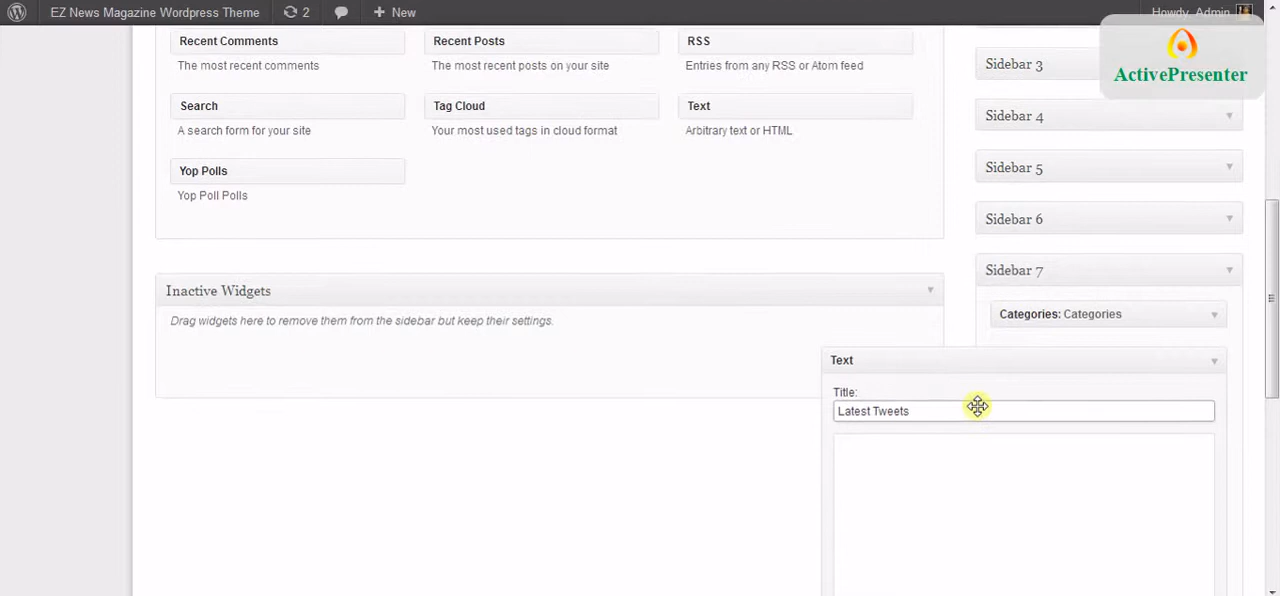 EZ News Magazine Wordpress Theme 2 New Howdy, Admin
ActivePresenter
Recent Comments Recent Posts RSS
The most recent comments The most recent posts on your site Entries from any RSS or Atom feed
Sidebar 3
Search Tag Cloud Text
A search form for your site Your most used tags in cloud format Arbitrary text or HTML
Sidebar 4
Yop Polls
Yop Poll Polls
Sidebar 5
Sidebar 6
Sidebar 7
Inactive Widgets
Drag widgets here to remove them from the sidebar but keep their settings.
Categories: Categories
Text
Title:
Latest Tweets